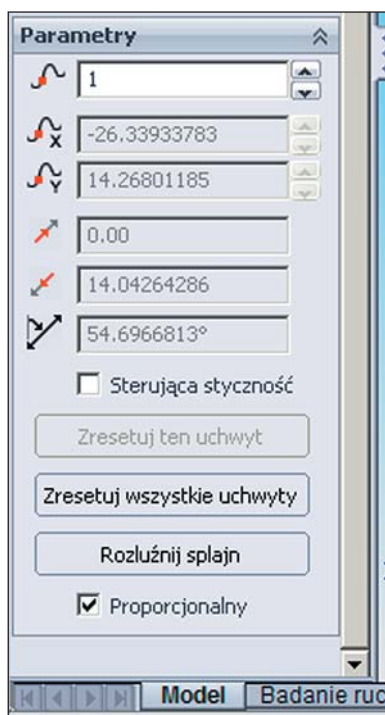 Parametry
1
X -26.33933783
Y 14.26801185
0.00
14.04264286
54.6966813°
Sterująca styczność
Zresetuj ten uchwyt
Zresetuj wszystkie uchwyty
Rozluźnij splajn
Proporcjonalny
Model Badanie